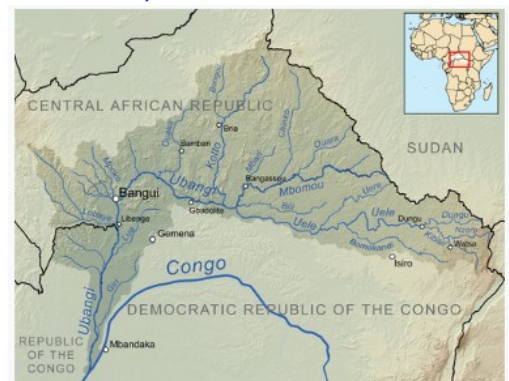 CENTRAL AFRICAN REPUBLIC
SUDAN
Bria
Bambari
Kotto
Chinko
Ouara
Mbari
Bangassou
Mbomou
Ubangi
Bangui
Lobaye
Gbadolite
Bili
Uere
Uele
Uele
Dungu
Dungu
Nzoro
Kibali
Watsa
Libenge
Lua
Gemena
Bomokandi
Isiro
Giri
Congo
Ubangi
DEMOCRATIC REPUBLIC OF THE CONGO
REPUBLIC
OF THE
CONGO
Mbandaka